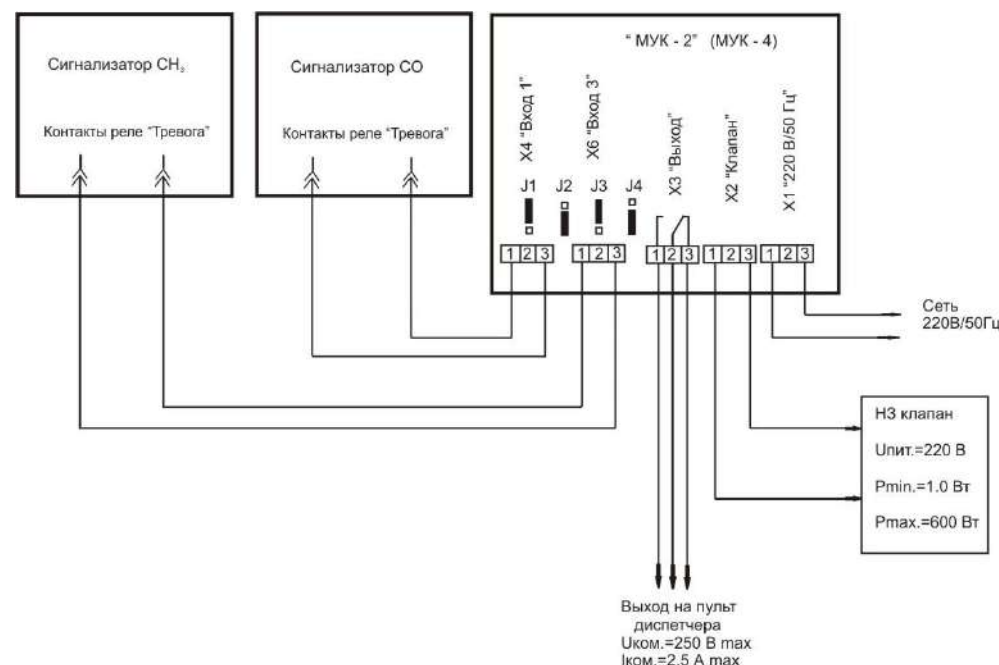 Сигнализатор CH₃
Контакты реле “Тревога”
Сигнализатор СО
Контакты реле “Тревога”
“ МУК - 2” (МУК - 4)
X4 “Вход 1”
X6 “Вход 3”
X3 “Выход”
X2 “Клапан”
X1 “220 В/50 Гц”
J1 J2 J3 J4
1 2 3
1 2 3
1 2 3
1 2 3
1 2 3
Сеть
220В/50Гц
НЗ клапан
Uпит.=220 В
Pmin.=1.0 Вт
Pmax.=600 Вт
Выход на пульт
диспетчера
Uком.=250 В max
Iком.=2.5 А max